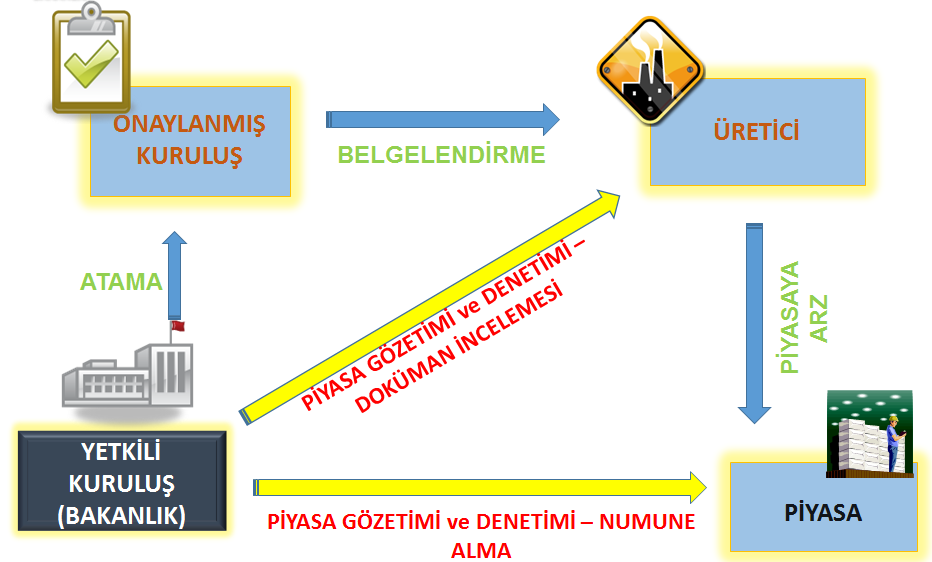 ONAYLANMIŞ
KURULUŞ
BELGELENDİRME
ÜRETİCİ
ATAMA
PİYASA GÖZETİMİ ve DENETİMİ –
DOKÜMAN İNCELEMESİ
PİYASAYA
ARZ
YETKİLİ
KURULUŞ
(BAKANLIK)
PİYASA GÖZETİMİ ve DENETİMİ – NUMUNE
ALMA
PİYASA